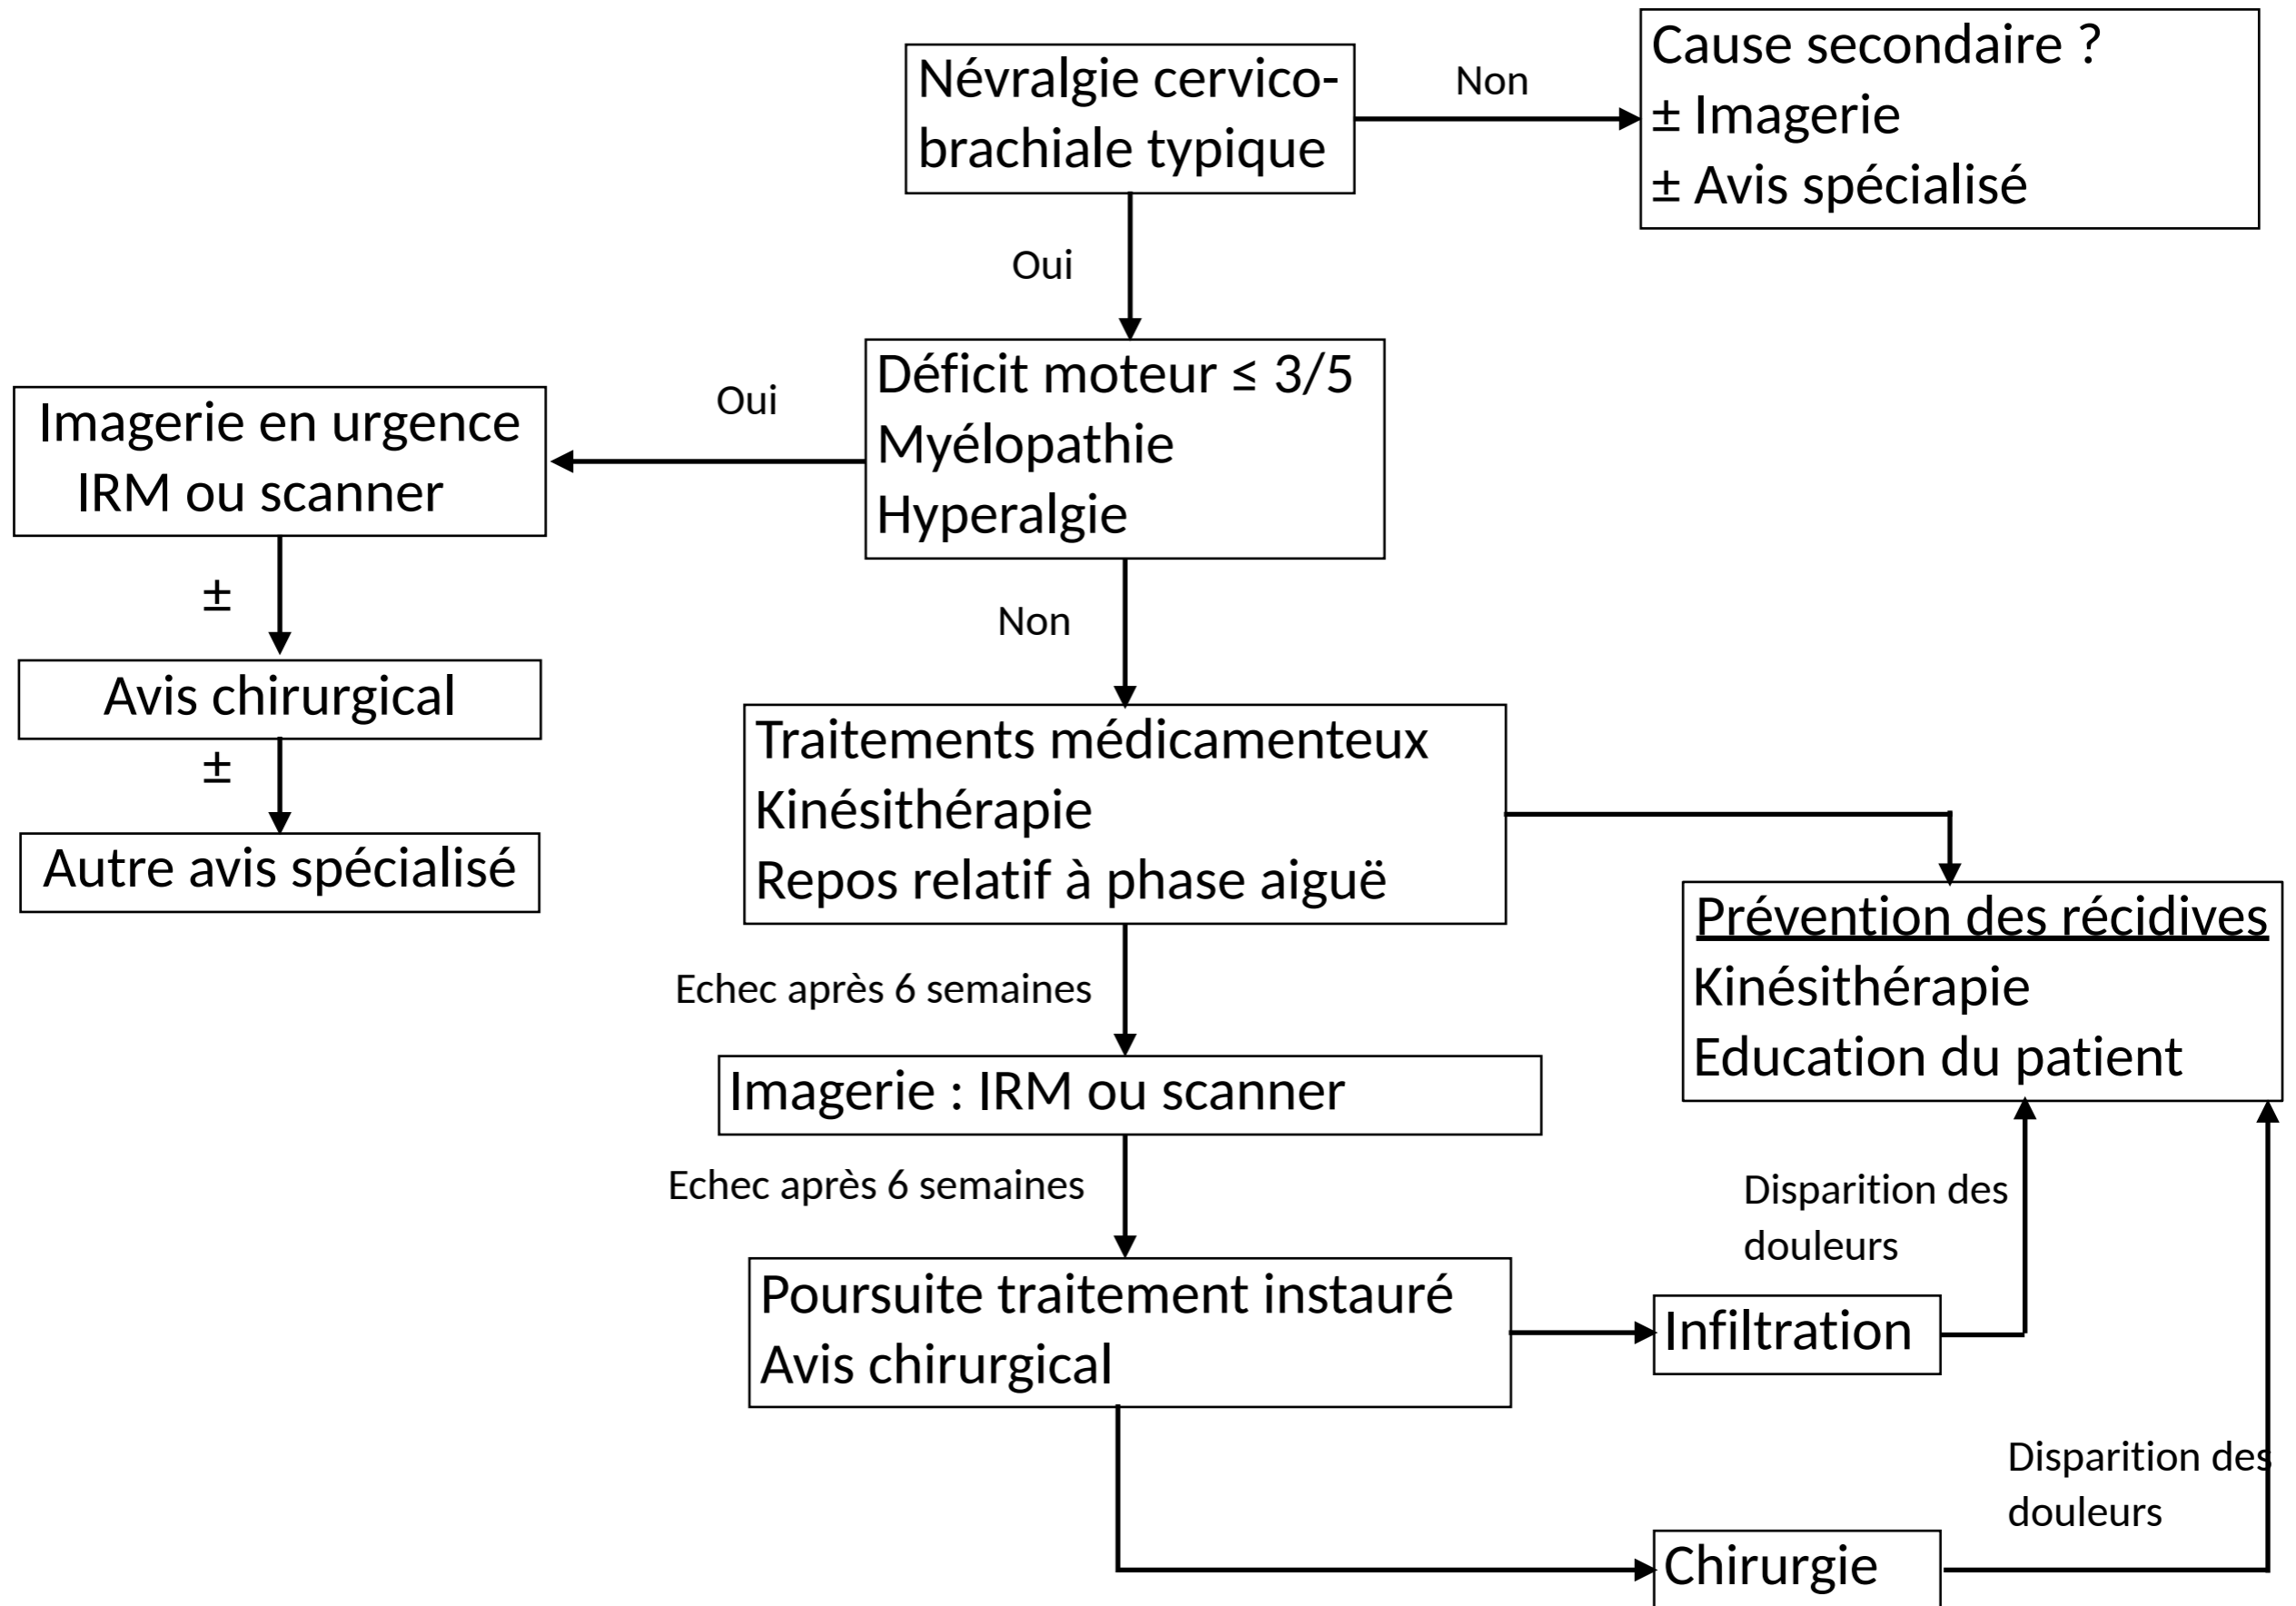 Névralgie cervico-
brachiale typique
Non
Cause secondaire ?
± Imagerie
± Avis spécialisé
Oui
Déficit moteur ≤ 3/5
Myélopathie
Hyperalgie
Oui
Imagerie en urgence
IRM ou scanner
±
Avis chirurgical
±
Autre avis spécialisé
Non
Traitements médicamenteux
Kinésithérapie
Repos relatif à phase aiguë
Prévention des récidives
Kinésithérapie
Education du patient
Echec après 6 semaines
Imagerie : IRM ou scanner
Echec après 6 semaines
Poursuite traitement instauré
Avis chirurgical
Disparition des
douleurs
Infiltration
Disparition des
douleurs
Chirurgie